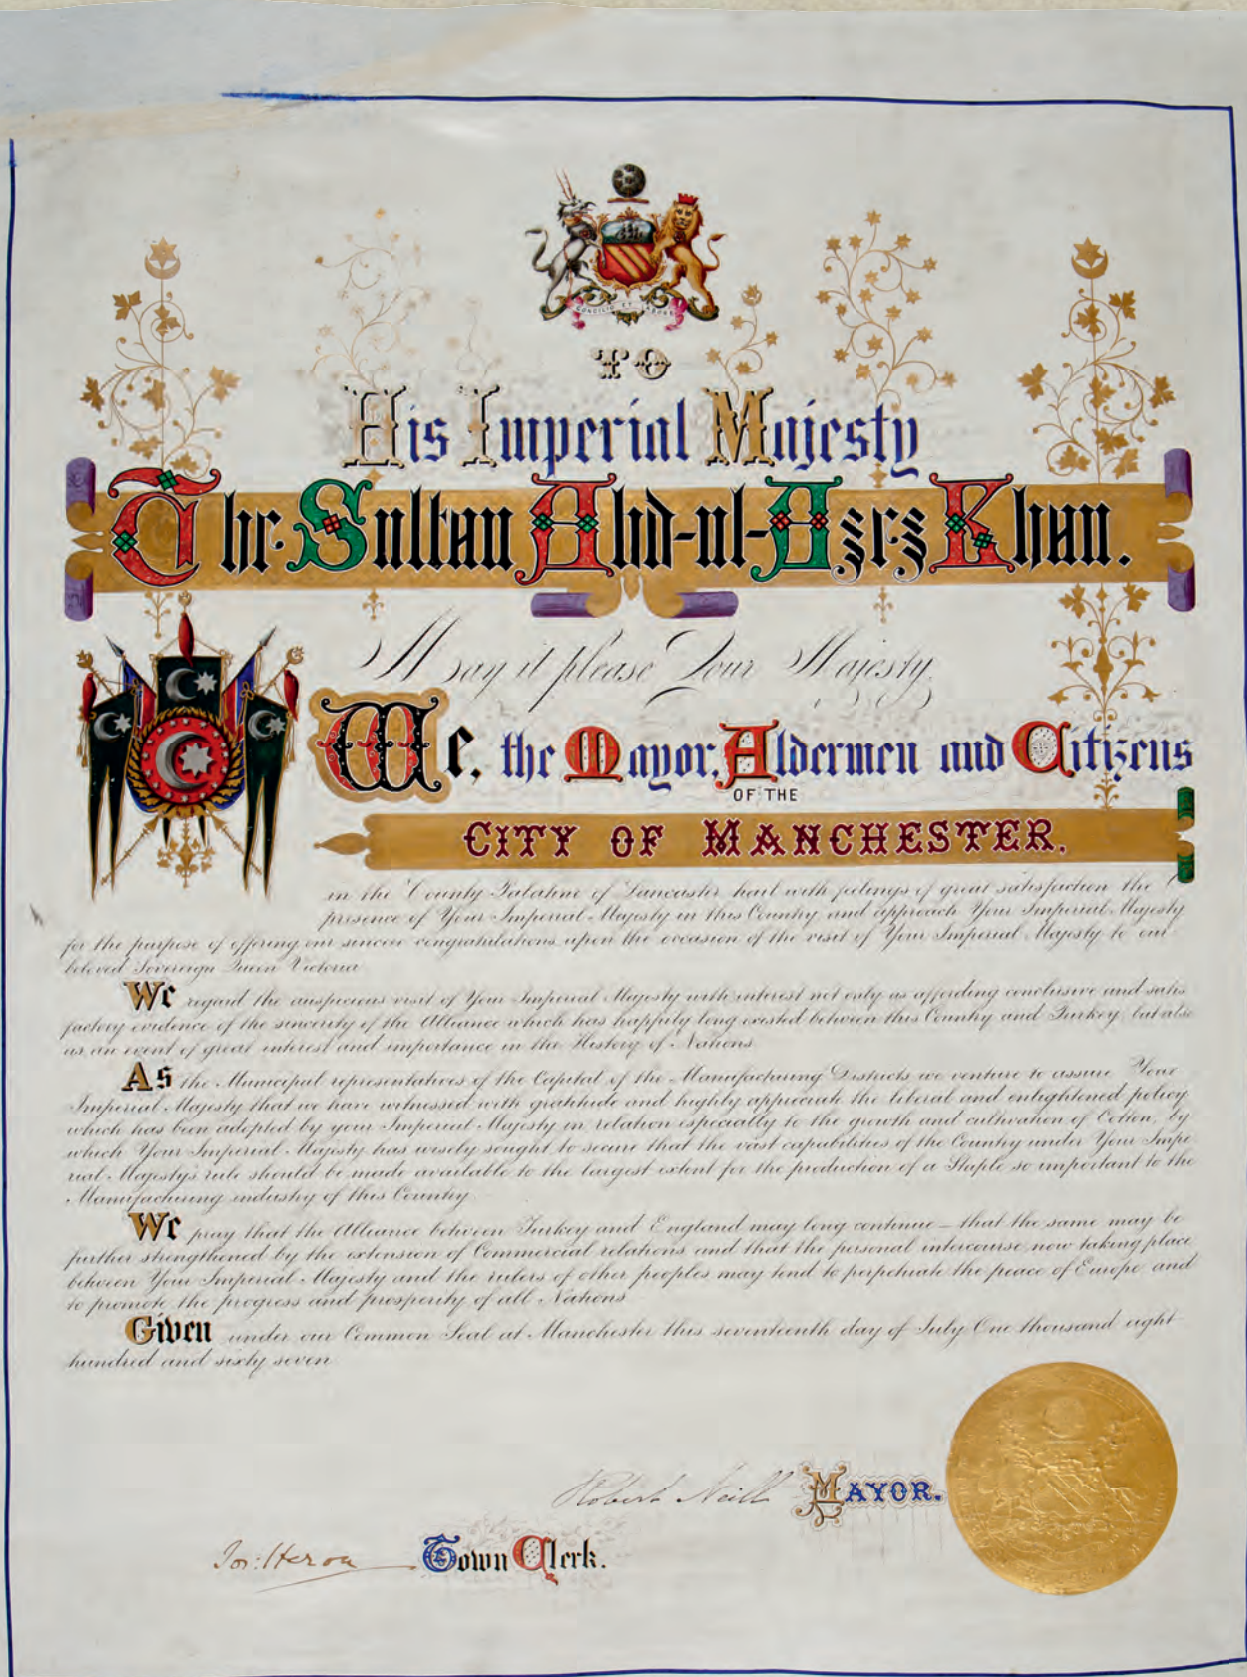 CONCILIO ET LABORE
TO
His Imperial Majesty
The Sultan Abd-ul-Azez Khan.
May it please Your Majesty.
We, the Mayor, Aldermen and Citizens
OF THE
CITY OF MANCHESTER.
in the County Palatine of Lancaster hail with feelings of great satisfaction the
presence of Your Imperial Majesty in this Country, and approach Your Imperial Majesty
for the purpose of offering our sincere congratulations upon the occasion of the visit of Your Imperial Majesty to our
beloved Sovereign Queen Victoria
We regard the auspicious visit of Your Imperial Majesty with interest not only as affording conclusive and satis
factory evidence of the sincerity of the Alliance which has happily long existed between this Country and Turkey, but also
as an event of great interest and importance in the History of Nations
As the Municipal representatives of the Capital of the Manufacturing Districts we venture to assure Your
Imperial Majesty that we have witnessed with gratitude and highly appreciate the liberal and enlightened policy
which has been adopted by your Imperial Majesty in relation especially to the growth and cultivation of Cotton, by
which Your Imperial Majesty has wisely sought to secure that the vast capabilities of the Country under Your Impe
rial Majesty's rule should be made available to the largest extent for the production of a Staple so important to the
Manufacturing industry of this Country
We pray that the Alliance between Turkey and England may long continue – that the same may be
further strengthened by the extension of Commercial relations and that the personal intercourse now taking place
between Your Imperial Majesty and the rulers of other peoples may tend to perpetuate the peace of Europe and
to promote the progress and prosperity of all Nations
Given under our Common Seal at Manchester this seventeenth day of July One thousand eight
hundred and sixty seven
Robert Neill MAYOR.
Jos: Heron Town Clerk.